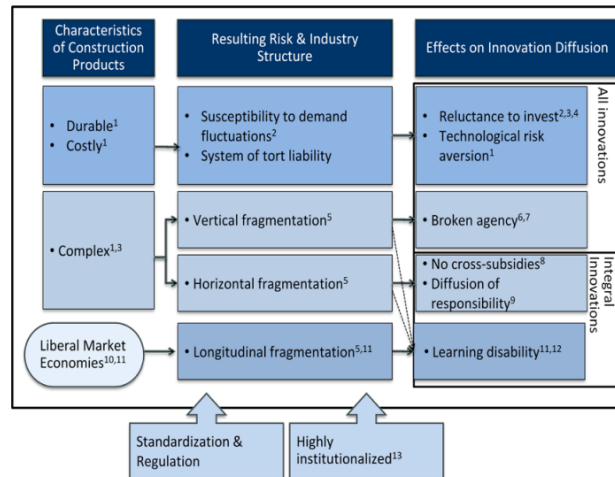 Characteristics
of Construction
Products
Resulting Risk & Industry
Structure
Effects on Innovation Diffusion
• Durable¹
• Costly¹
• Susceptibility to demand
fluctuations²
• System of tort liability
• Reluctance to invest²,³,⁴
• Technological risk
aversion¹
All innovations
• Complex¹,³
• Vertical fragmentation⁵
• Broken agency⁶,⁷
• Horizontal fragmentation⁵
• No cross-subsidies⁸
• Diffusion of
responsibility⁹
Integral
Innovations
Liberal Market
Economies¹⁰,¹¹
• Longitudinal fragmentation⁵,¹¹
• Learning disability¹¹,¹²
Standardization &
Regulation
Highly
institutionalized¹³